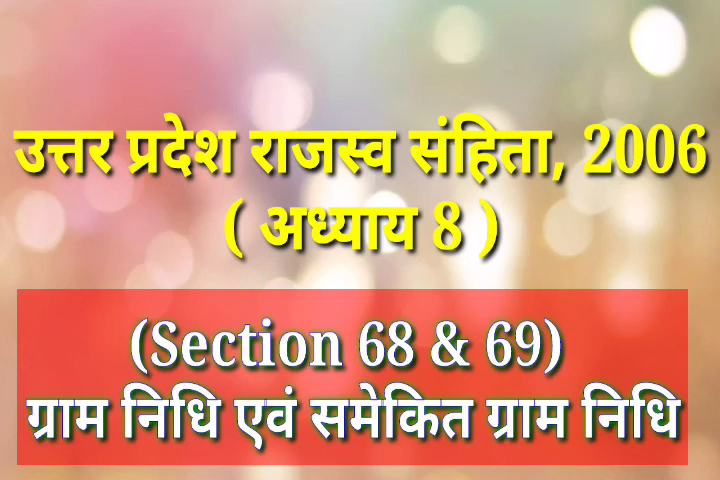 उत्तर प्रदेश राजस्व संहिता, 2006
( अध्याय 8 )
(Section 68 & 69)
ग्राम निधि एवं समेकित ग्राम निधि